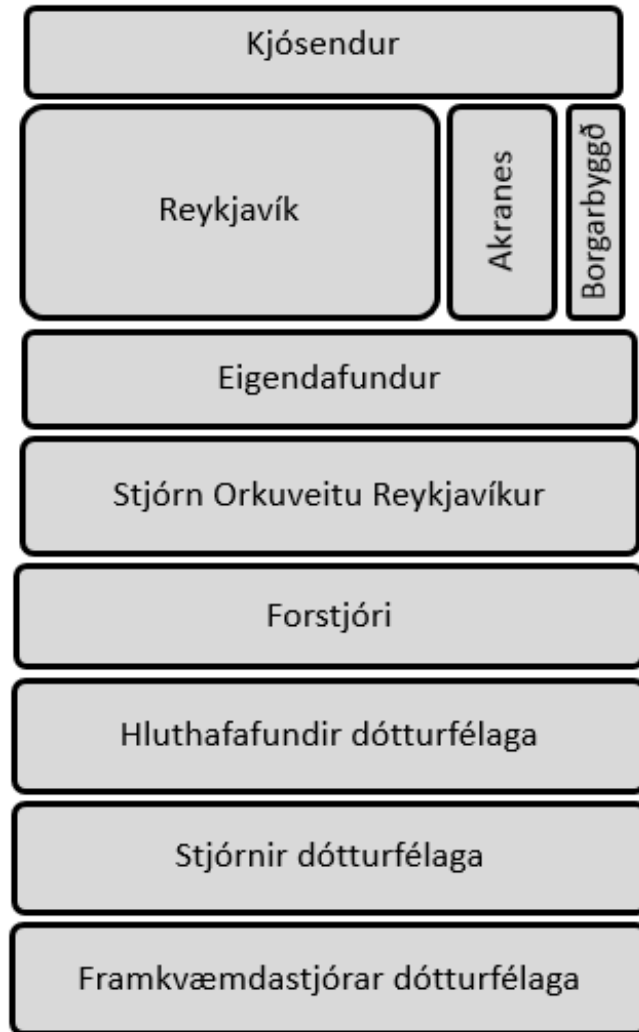 Kjósendur
Reykjavík
Akranes
Borgarbyggð
Eigendafundur
Stjórn Orkuveitu Reykjavíkur
Forstjóri
Hluthafafundir dótturfélaga
Stjórnir dótturfélaga
Framkvæmdastjórar dótturfélaga